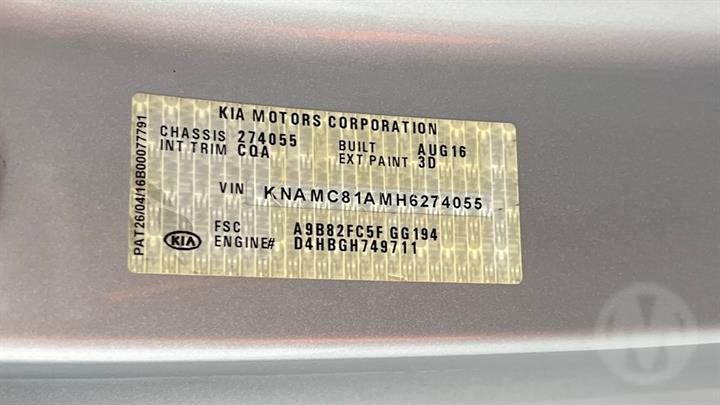 KIA MOTORS CORPORATION
CHASSIS 274055 BUILT AUG16
INT TRIM CQA EXT PAINT 3D
VIN KNAMC81AMH6274055
FSC A9B82FC5F GG194
KIA ENGINE# D4HBGH749711
PAT26/04/16B00077791